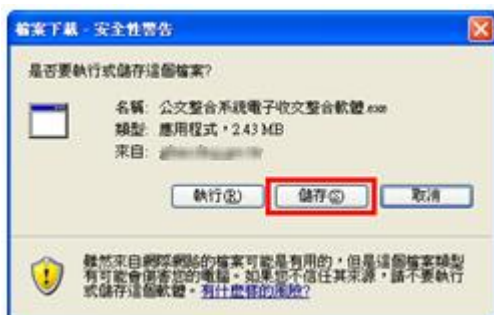 檔案下載 - 安全性警告
是否要執行或儲存這個檔案?
名稱: 公文整合系統電子收文整合軟體.exe
類型: 應用程式,2.43 MB
來自:
執行(R)
儲存(S)
取消
雖然來自網際網路的檔案可能是有用的,但是這個檔案類型
有可能會傷害您的電腦。如果您不信任其來源,請不要執行
或儲存這個軟體。有什麼樣的風險?